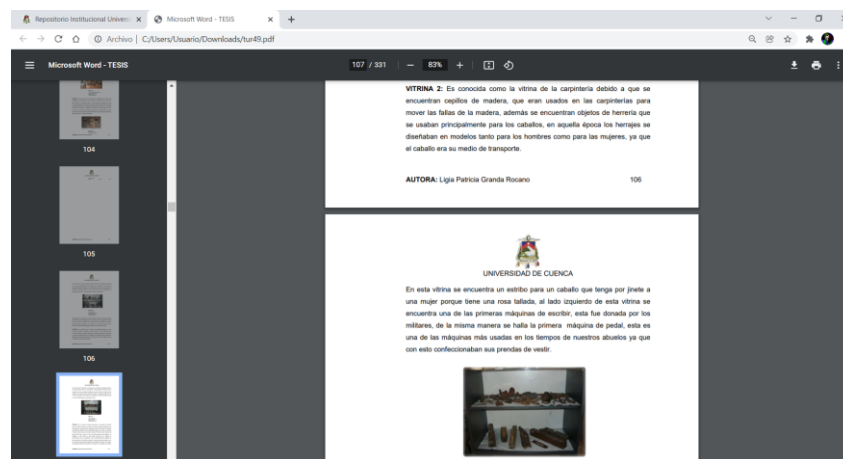 Repositorio Institucional Univers
Microsoft Word - TESIS
Archivo | C:/Users/Usuario/Downloads/tur49.pdf
Microsoft Word - TESIS
107 / 331
83%
104
105
106
VITRINA 2: Es conocida como la vitrina de la carpintería debido a que se
encuentran cepillos de madera, que eran usados en las carpinterías para
mover las fallas de la madera, además se encuentran objetos de herrería que
se usaban principalmente para los caballos, en aquella época los herrajes se
diseñaban en modelos tanto para los hombres como para las mujeres, ya que
el caballo era su medio de transporte.
AUTORA: Ligia Patricia Granda Rocano 106
UNIVERSIDAD DE CUENCA
En esta vitrina se encuentra un estribo para un caballo que tenga por jinete a
una mujer porque tiene una rosa tallada, al lado izquierdo de esta vitrina se
encuentra una de las primeras máquinas de escribir, esta fue donada por los
militares, de la misma manera se halla la primera máquina de pedal, esta es
una de las máquinas más usadas en los tiempos de nuestros abuelos ya que
con esto confeccionaban sus prendas de vestir.